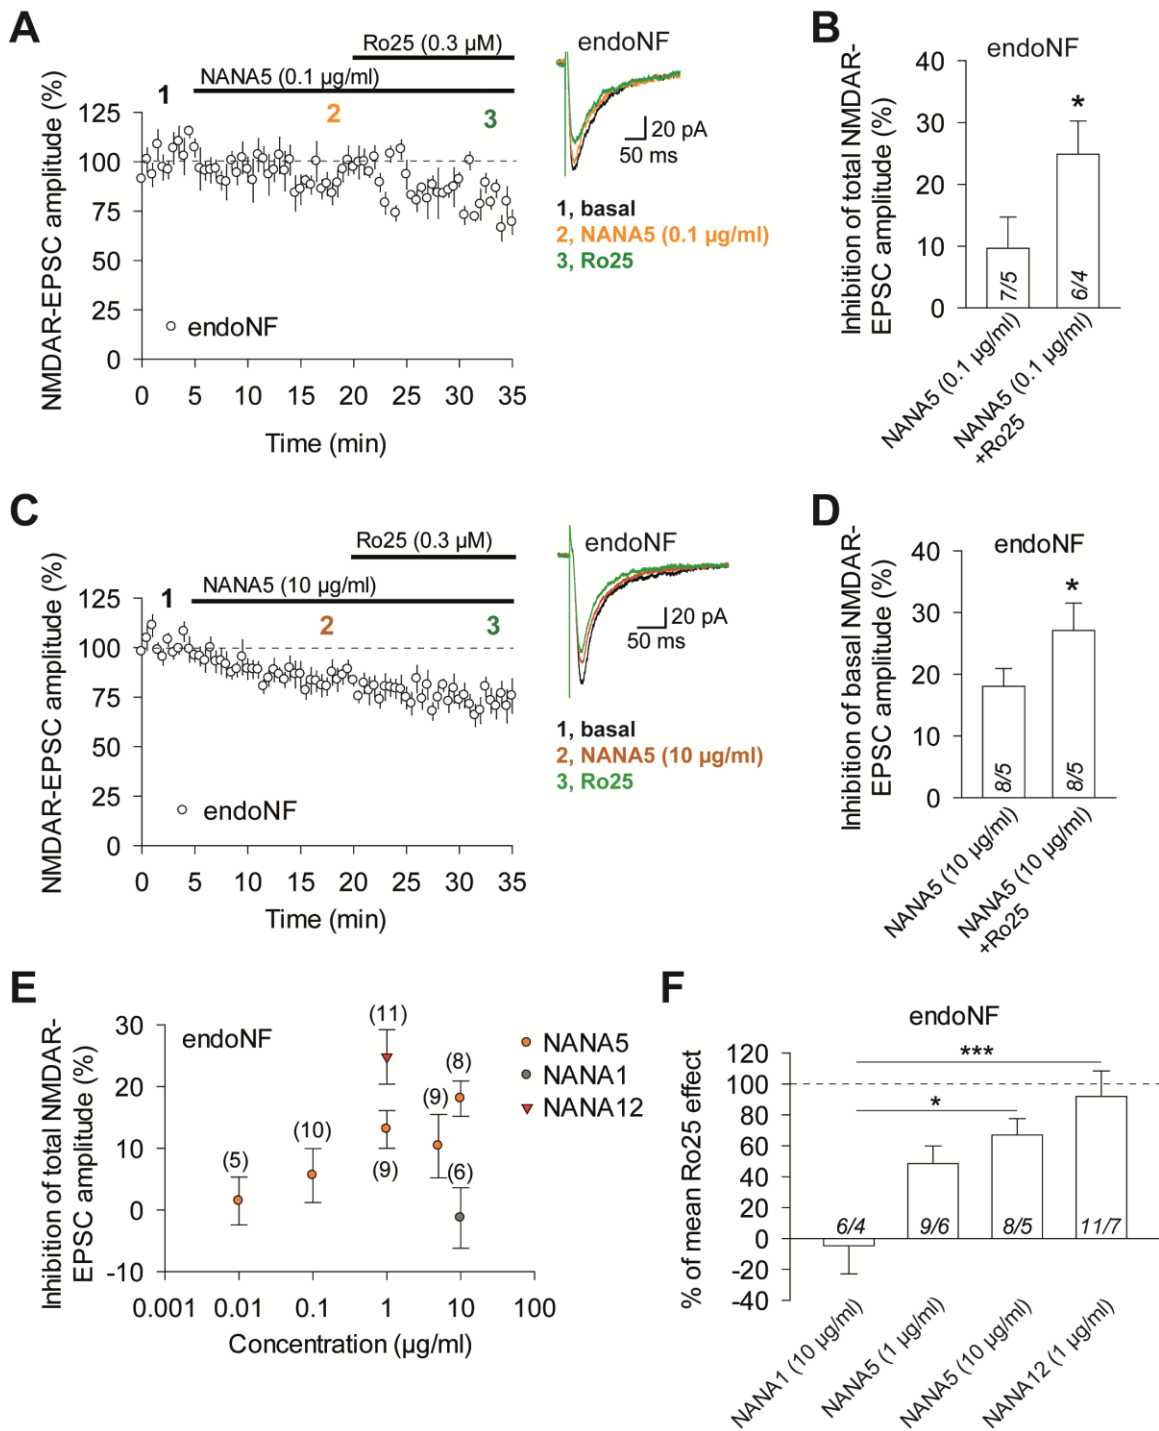 A
Ro25 (0.3 µM)
NANA5 (0.1 µg/ml)
1
2
3
NMDAR-EPSC amplitude (%)
125
100
75
50
25
0
endoNF
0 5 10 15 20 25 30 35
Time (min)
endoNF
20 pA
50 ms
1, basal
2, NANA5 (0.1 µg/ml)
3, Ro25
B
endoNF
Inhibition of total NMDAR-
EPSC amplitude (%)
40
30
20
10
0
*
7/5
6/4
NANA5 (0.1 µg/ml)
NANA5 (0.1 µg/ml)
+Ro25
C
Ro25 (0.3 µM)
NANA5 (10 µg/ml)
1
2
3
NMDAR-EPSC amplitude (%)
125
100
75
50
25
0
endoNF
0 5 10 15 20 25 30 35
Time (min)
endoNF
20 pA
50 ms
1, basal
2, NANA5 (10 µg/ml)
3, Ro25
D
endoNF
Inhibition of basal NMDAR-
EPSC amplitude (%)
40
30
20
10
0
*
8/5
8/5
NANA5 (10 µg/ml)
NANA5 (10 µg/ml)
+Ro25
E
Inhibition of total NMDAR-
EPSC amplitude (%)
30
20
10
0
-10
endoNF
(5)
(10)
(11)
(9)
(9)
(8)
(6)
NANA5
NANA1
NANA12
0.001 0.01 0.1 1 10 100
Concentration (µg/ml)
F
endoNF
% of mean Ro25 effect
120
100
80
60
40
20
0
-20
-40
***
*
6/4
9/6
8/5
11/7
NANA1 (10 µg/ml)
NANA5 (1 µg/ml)
NANA5 (10 µg/ml)
NANA12 (1 µg/ml)